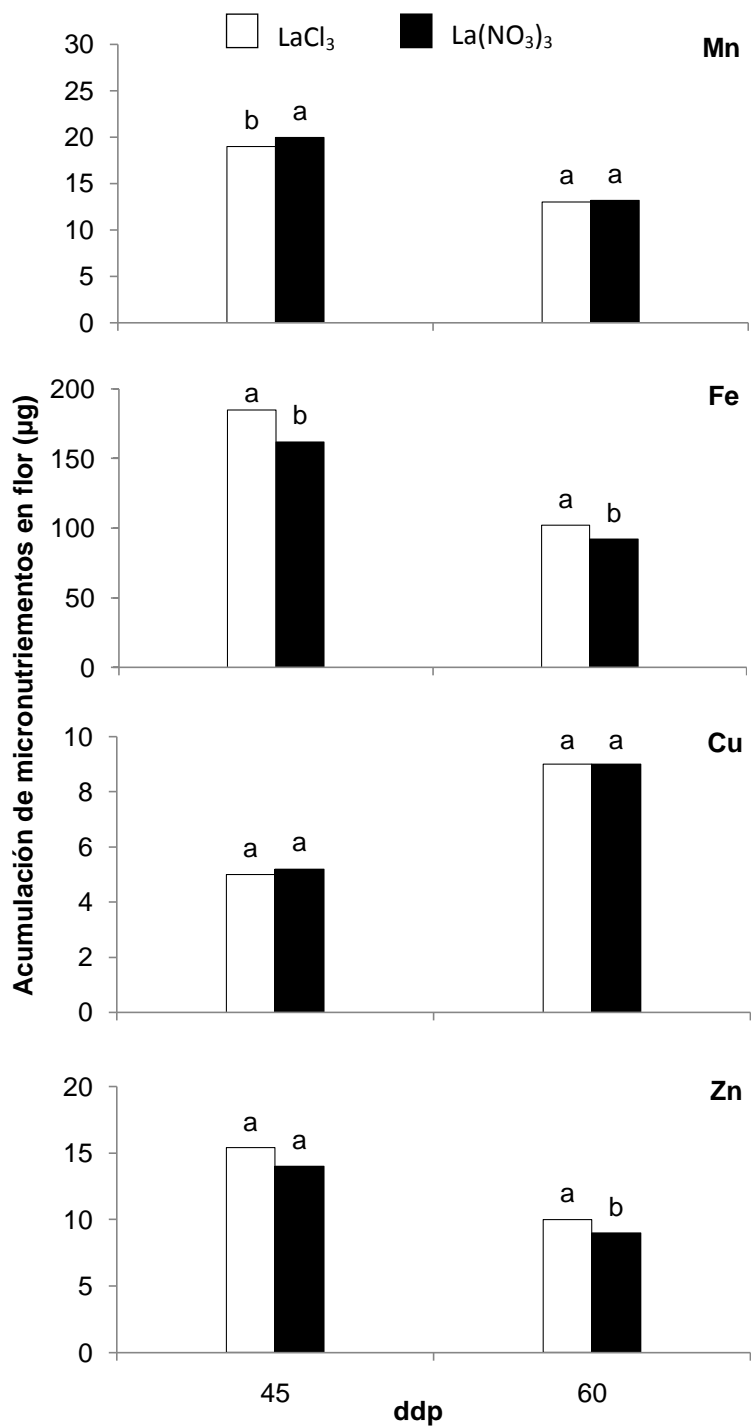 LaCl₃ La(NO₃)₃
Mn
30
25
20
15
10
5
0
b a
a a
Fe
200
150
100
50
0
a b
a b
Cu
10
8
6
4
2
0
a a
a a
Zn
20
15
10
5
0
a a
a b
45 60
ddp
Acumulación de micronutriementos en flor (µg)